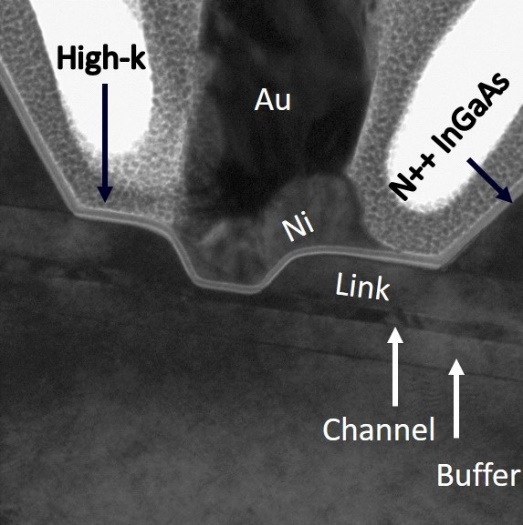 High-k
Au
N++ InGaAs
Ni
Link
Channel
Buffer